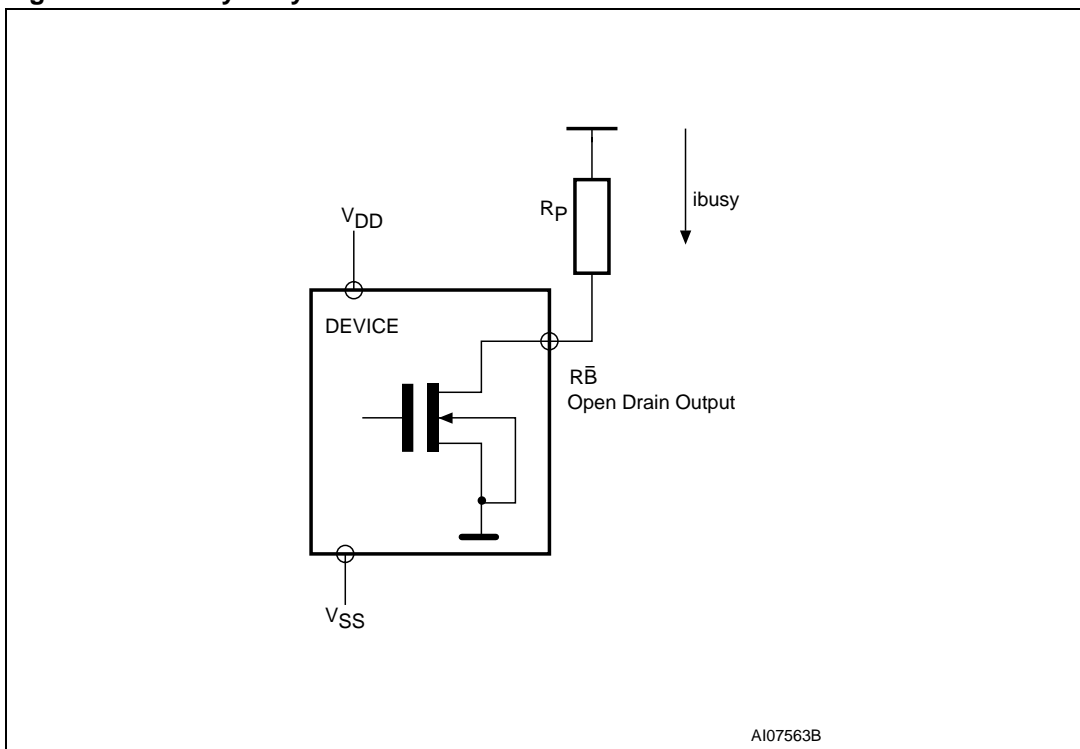 RP
ibusy
VDD
DEVICE
RB̄
Open Drain Output
VSS
AI07563B